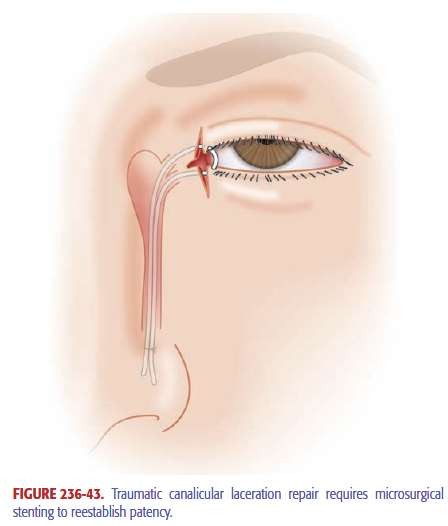 FIGURE 236-43. Traumatic canalicular laceration repair requires microsurgical
stenting to reestablish patency.